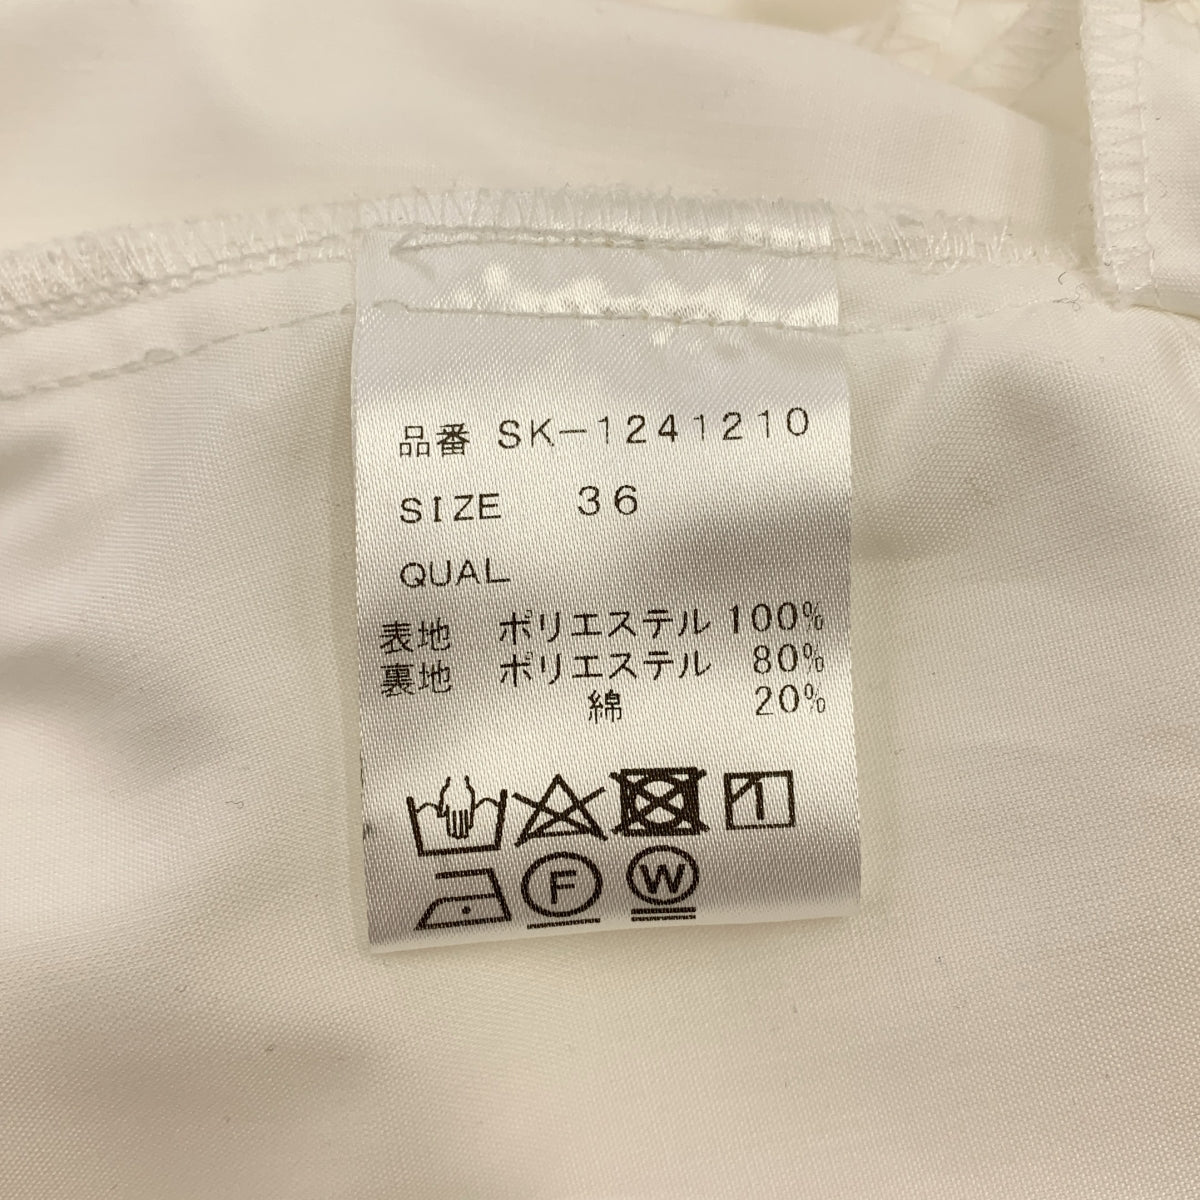 品番 SK-1241210
SIZE 36
QUAL
表地 ポリエステル 100%
裏地 ポリエステル 80%
綿 20%
F W